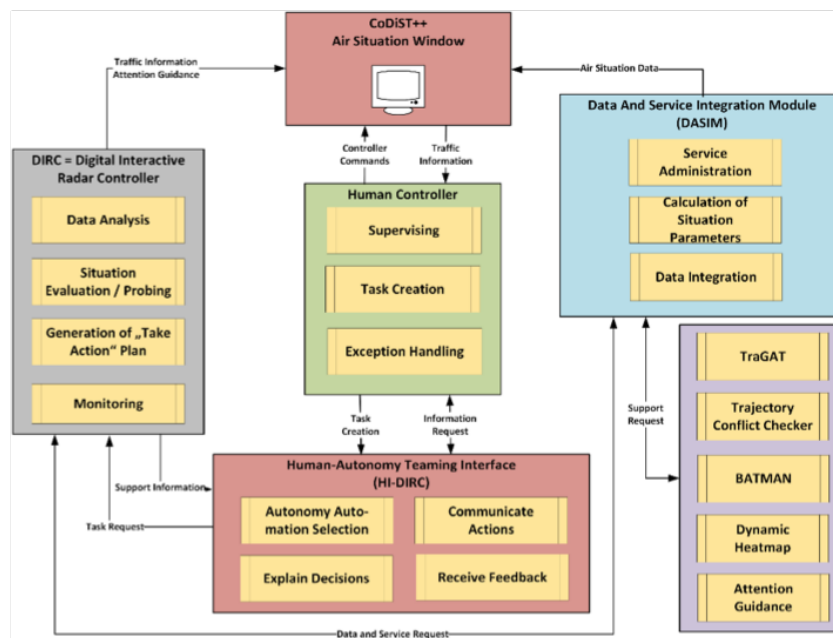 CoDiST++
Air Situation Window
Traffic Information
Attention Guidance
Air Situation Data
Controller
Commands
Traffic
Information
DIRC = Digital Interactive
Radar Controller
Data Analysis
Situation
Evaluation / Probing
Generation of „Take
Action“ Plan
Monitoring
Human Controller
Supervising
Task Creation
Exception Handling
Data And Service Integration Module
(DASIM)
Service
Administration
Calculation of
Situation
Parameters
Data Integration
Task
Creation
Information
Request
Support
Request
TraGAT
Trajectory
Conflict Checker
BATMAN
Dynamic
Heatmap
Attention
Guidance
Support Information
Task Request
Human-Autonomy Teaming Interface
(HI-DIRC)
Autonomy Auto-
mation Selection
Communicate
Actions
Explain Decisions
Receive Feedback
Data and Service Request